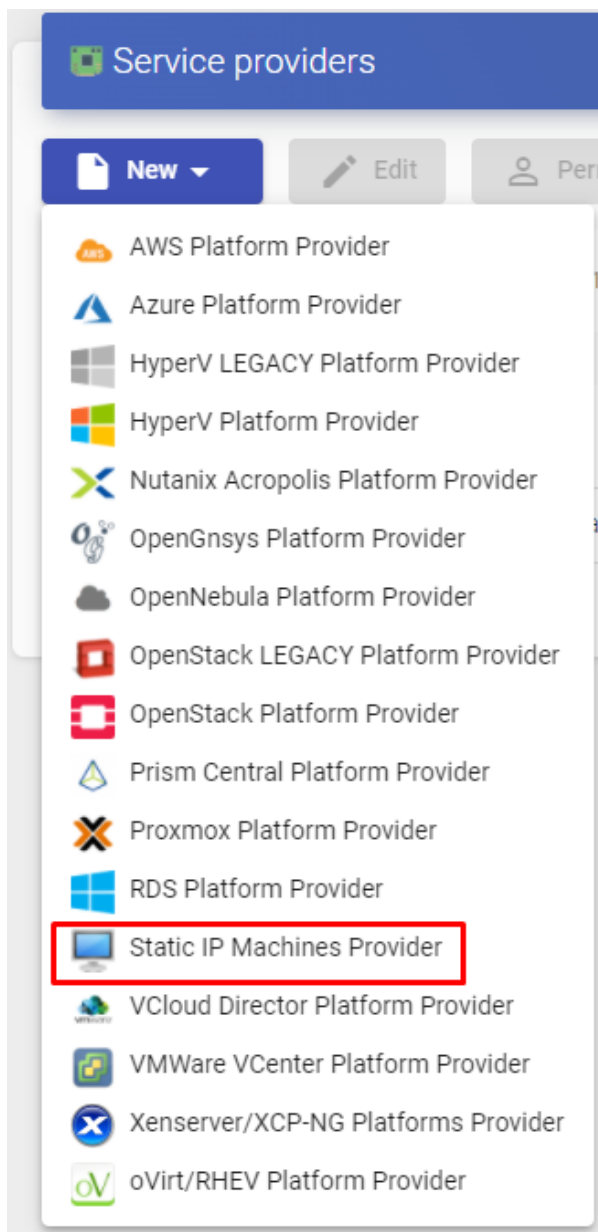 Service providers
New
Edit
Per
AWS Platform Provider
Azure Platform Provider
HyperV LEGACY Platform Provider
HyperV Platform Provider
Nutanix Acropolis Platform Provider
OpenGnsys Platform Provider
OpenNebula Platform Provider
OpenStack LEGACY Platform Provider
OpenStack Platform Provider
Prism Central Platform Provider
Proxmox Platform Provider
RDS Platform Provider
Static IP Machines Provider
VCloud Director Platform Provider
VMWare VCenter Platform Provider
Xenserver/XCP-NG Platforms Provider
oVirt/RHEV Platform Provider